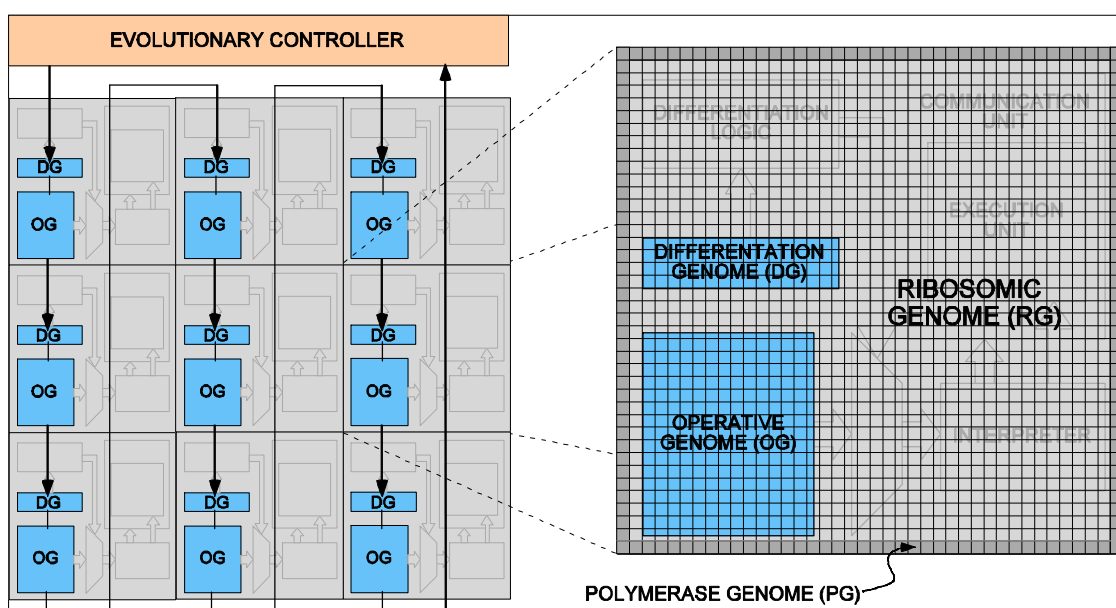 EVOLUTIONARY CONTROLLER
DG
DG
DG
OG
OG
OG
DG
DG
DG
OG
OG
OG
DG
DG
DG
OG
OG
OG
DIFFERENTIATION
LOGIC
COMMUNICATION
UNIT
EXECUTION
UNIT
DIFFERENTATION
GENOME (DG)
RIBOSOMIC
GENOME (RG)
OPERATIVE
GENOME (OG)
INTERPRETER
POLYMERASE GENOME (PG)